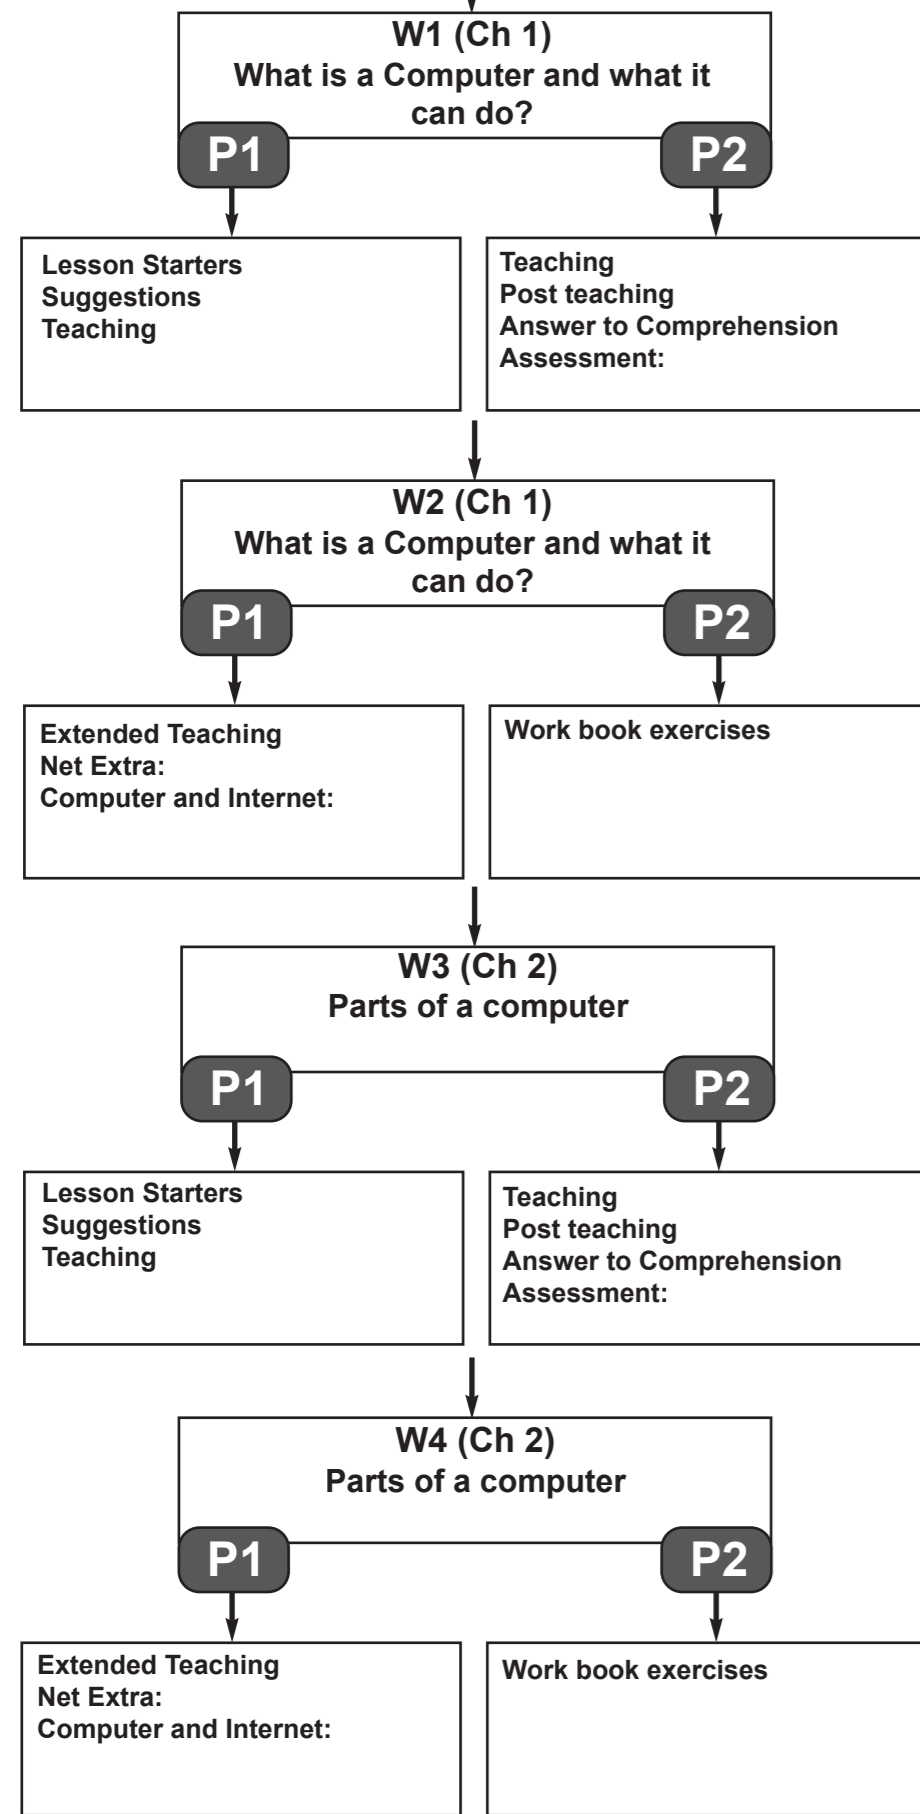 W1 (Ch 1)
What is a Computer and what it
can do?
P1
P2
Lesson Starters
Suggestions
Teaching
Teaching
Post teaching
Answer to Comprehension
Assessment:
W2 (Ch 1)
What is a Computer and what it
can do?
P1
P2
Extended Teaching
Net Extra:
Computer and Internet:
Work book exercises
W3 (Ch 2)
Parts of a computer
P1
P2
Lesson Starters
Suggestions
Teaching
Teaching
Post teaching
Answer to Comprehension
Assessment:
W4 (Ch 2)
Parts of a computer
P1
P2
Extended Teaching
Net Extra:
Computer and Internet:
Work book exercises